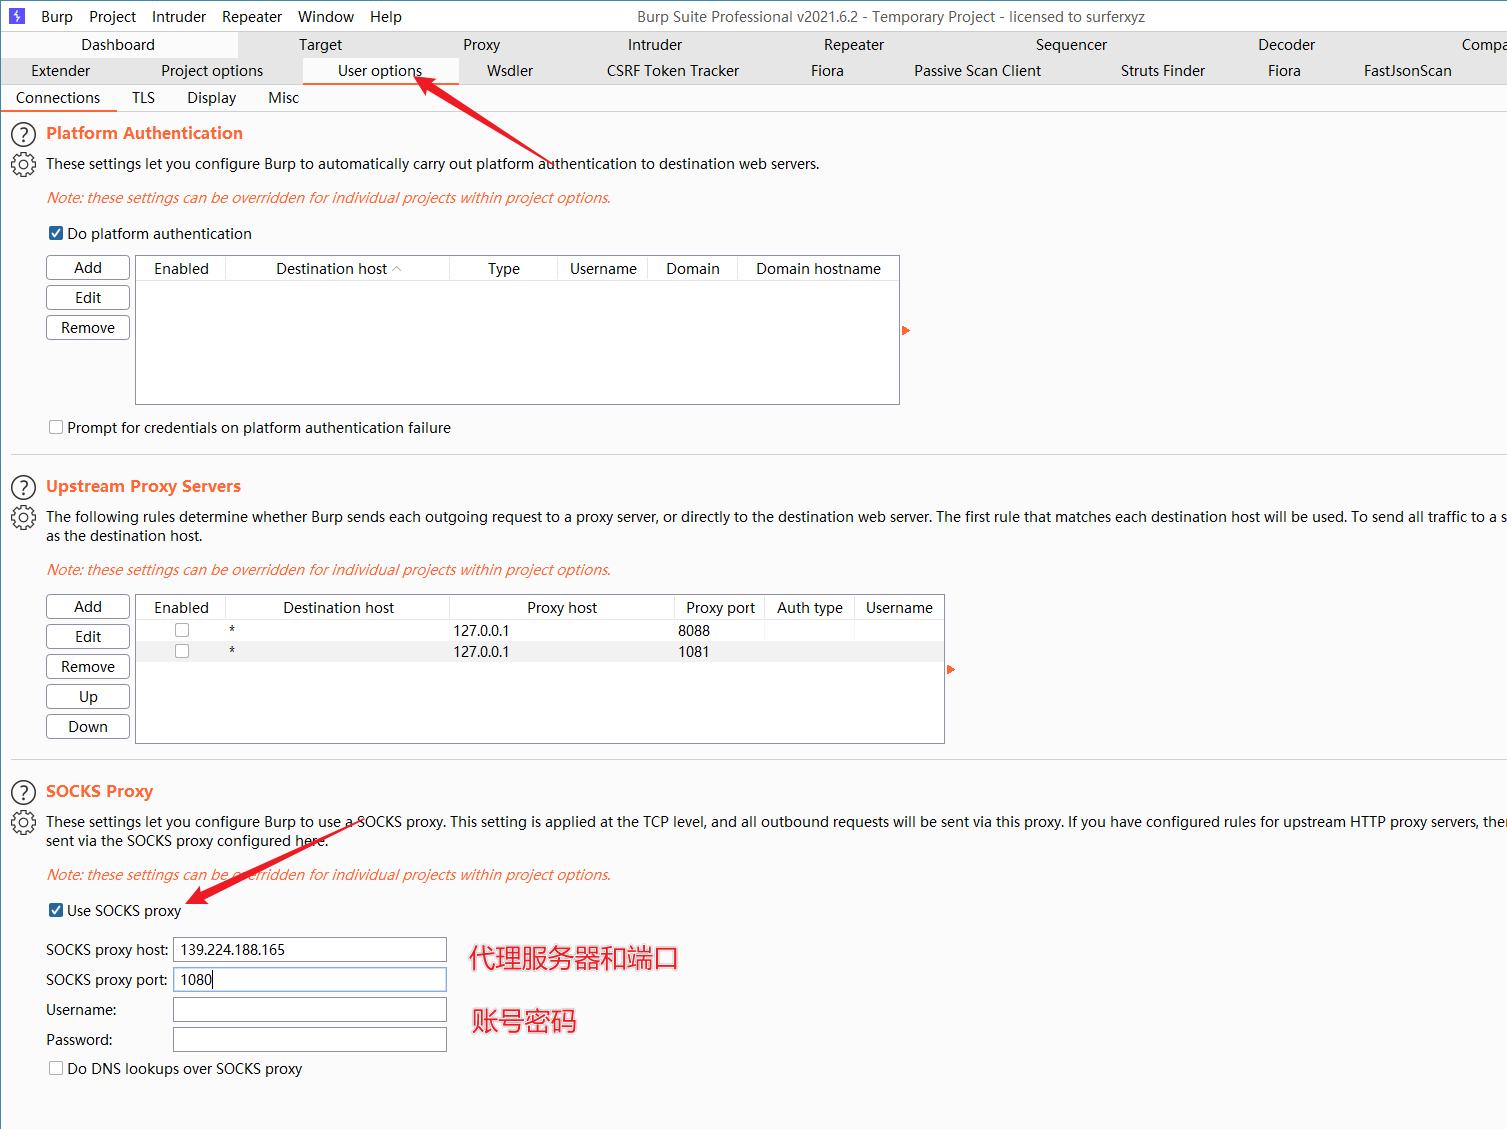 Burp Project Intruder Repeater Window Help Burp Suite Professional v2021.6.2 - Temporary Project - licensed to surferxyz
Dashboard Target Proxy Intruder Repeater Sequencer Decoder Compa
Extender Project options User options Wsdler CSRF Token Tracker Fiora Passive Scan Client Struts Finder Fiora FastJsonScan
Connections TLS Display Misc
Platform Authentication
These settings let you configure Burp to automatically carry out platform authentication to destination web servers.
Note: these settings can be overridden for individual projects within project options.
Do platform authentication
Add Enabled Destination host Type Username Domain Domain hostname
Edit
Remove
Prompt for credentials on platform authentication failure
Upstream Proxy Servers
The following rules determine whether Burp sends each outgoing request to a proxy server, or directly to the destination web server. The first rule that matches each destination host will be used. To send all traffic to a s
as the destination host.
Note: these settings can be overridden for individual projects within project options.
Add Enabled Destination host Proxy host Proxy port Auth type Username
* 127.0.0.1 8088
Edit
* 127.0.0.1 1081
Remove
Up
Down
SOCKS Proxy
These settings let you configure Burp to use a SOCKS proxy. This setting is applied at the TCP level, and all outbound requests will be sent via this proxy. If you have configured rules for upstream HTTP proxy servers, the
sent via the SOCKS proxy configured here.
Note: these settings can be overridden for individual projects within project options.
Use SOCKS proxy
SOCKS proxy host: 139.224.188.165
代理服务器和端口
SOCKS proxy port: 1080
Username:
账号密码
Password:
Do DNS lookups over SOCKS proxy